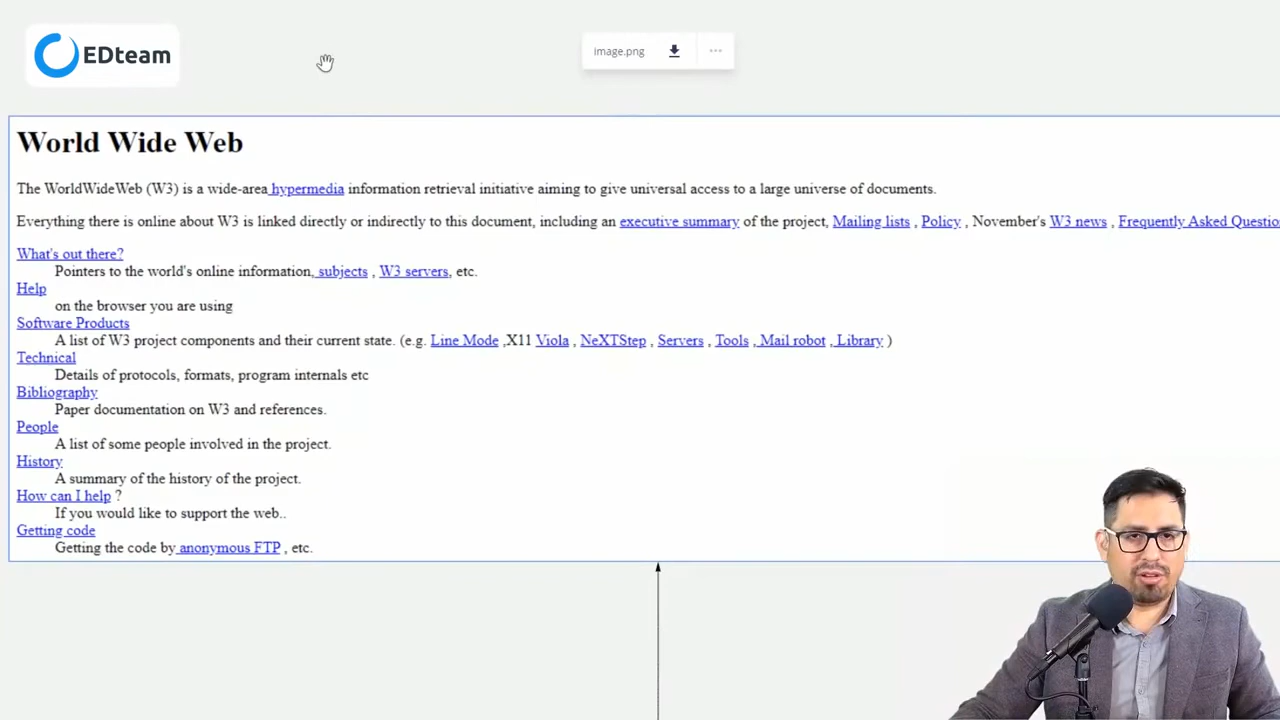 EDteam
image.png
World Wide Web
The WorldWideWeb (W3) is a wide-area hypermedia information retrieval initiative aiming to give universal access to a large universe of documents.
Everything there is online about W3 is linked directly or indirectly to this document, including an executive summary of the project, Mailing lists , Policy , November's W3 news , Frequently Asked
What's out there?
Pointers to the world's online information, subjects , W3 servers, etc.
Help
on the browser you are using
Software Products
A list of W3 project components and their current state. (e.g. Line Mode ,X11 Viola , NeXTStep , Servers , Tools , Mail robot , Library )
Technical
Details of protocols, formats, program internals etc
Bibliography
Paper documentation on W3 and references.
People
A list of some people involved in the project.
History
A summary of the history of the project.
How can I help ?
If you would like to support the web..
Getting code
Getting the code by anonymous FTP , etc.